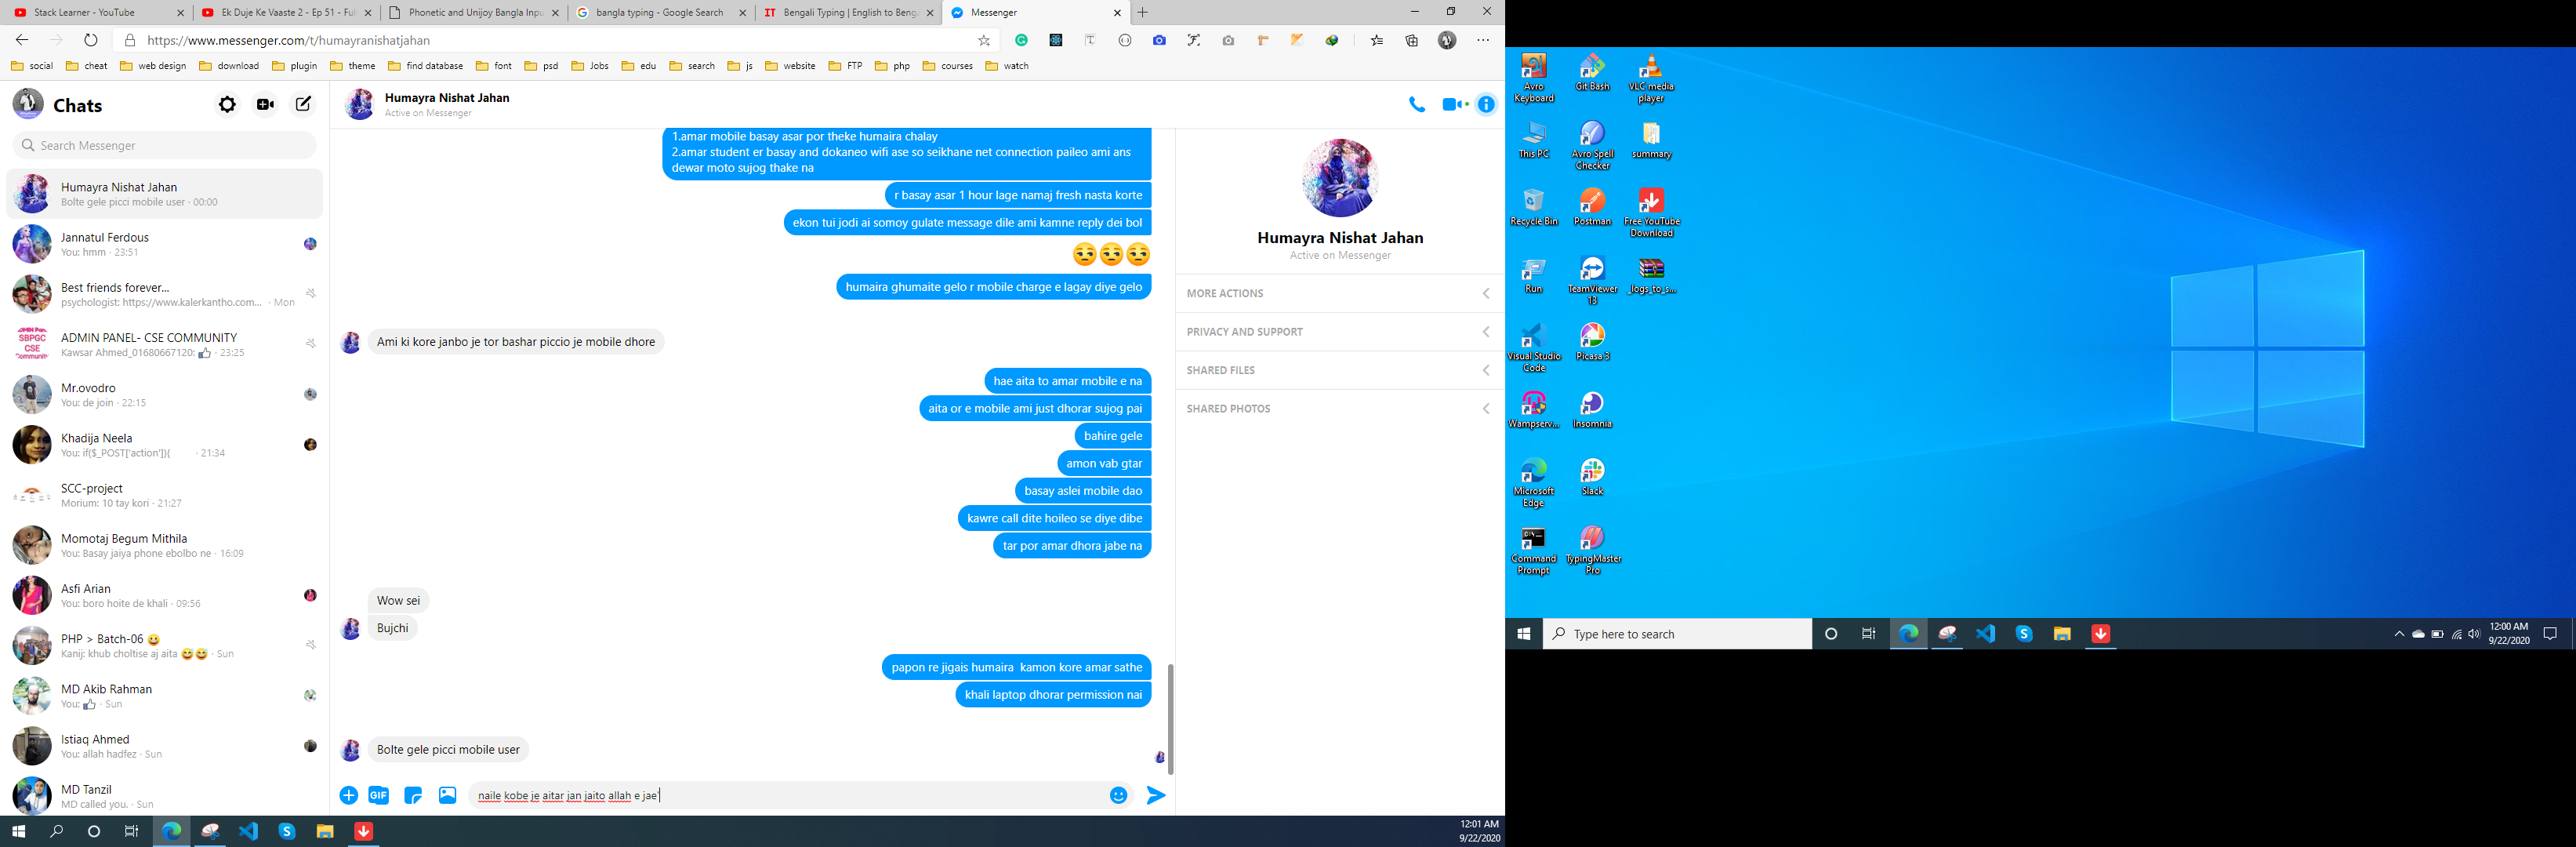 Stack Learner - YouTube
Ek Duje Ke Vaaste 2 - Ep 51 - Ful
Phonetic and Unijoy Bangla Inpu
bangla typing - Google Search
Bengali Typing | English to Beng
Messenger
https://www.messenger.com/t/humayranishatjahan
social
cheat
web design
download
plugin
theme
find database
font
psd
Jobs
edu
search
js
website
FTP
php
courses
watch
Chats
Search Messenger
Humayra Nishat Jahan
Bolte gele picci mobile user · 00:00
Jannatul Ferdous
You: hmm · 23:51
Best friends forever...
psychologist: https://www.kalerkantho.com... · Mon
ADMIN PANEL- CSE COMMUNITY
Kawsar Ahmed_01680667120: 👍 · 23:25
SBPGC
CSE
Mr.ovodro
You: de join · 22:15
Khadija Neela
You: if($_POST['action']){ · 21:34
SCC-project
Morium: 10 tay kori · 21:27
Momotaj Begum Mithila
You: Basay jaiya phone ebolbo ne · 16:09
Asfi Arian
You: boro hoite de khali · 09:56
PHP > Batch-06 😀
Kanij: khub choltise aj aita 😅😅 · Sun
MD Akib Rahman
You: 👍 · Sun
Istiaq Ahmed
You: allah hadfez · Sun
MD Tanzil
MD called you. · Sun
Humayra Nishat Jahan
Active on Messenger
1.amar mobile basay asar por theke humaira chalay
2.amar student er basay and dokaneo wifi ase so seikhane net connection paileo ami ans
dewar moto sujog thake na
r basay asar 1 hour lage namaj fresh nasta korte
ekon tui jodi ai somoy gulate message dile ami kamne reply dei bol
😒😒😒
humaira ghumaite gelo r mobile charge e lagay diye gelo
Ami ki kore janbo je tor bashar piccio je mobile dhore
hae aita to amar mobile e na
aita or e mobile ami just dhorar sujog pai
bahire gele
amon vab gtar
basay aslei mobile dao
kawre call dite hoileo se diye dibe
tar por amar dhora jabe na
Wow sei
Bujchi
papon re jigais humaira  kamon kore amar sathe
khali laptop dhorar permission nai
Bolte gele picci mobile user
GIF
naile kobe je aitar jan jaito allah e jae'
Humayra Nishat Jahan
Active on Messenger
MORE ACTIONS
PRIVACY AND SUPPORT
SHARED FILES
SHARED PHOTOS
12:01 AM
9/22/2020
Avro
Keyboard
Git Bash
VLC media
player
This PC
Avro Spell
Checker
summary
Recycle Bin
Postman
Free YouTube
Download
Run
TeamViewer
13
_logs_to_s...
Visual Studio
Code
Picasa 3
Wampserv...
Insomnia
Microsoft
Edge
Slack
Command
Prompt
TypingMaster
Pro
Type here to search
12:00 AM
9/22/2020